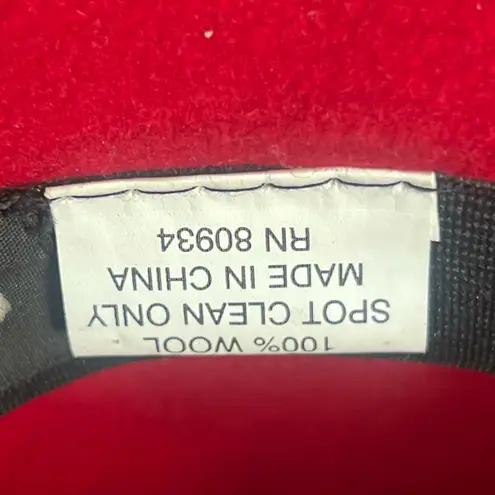 100% WOOL
SPOT CLEAN ONLY
MADE IN CHINA
RN 80934